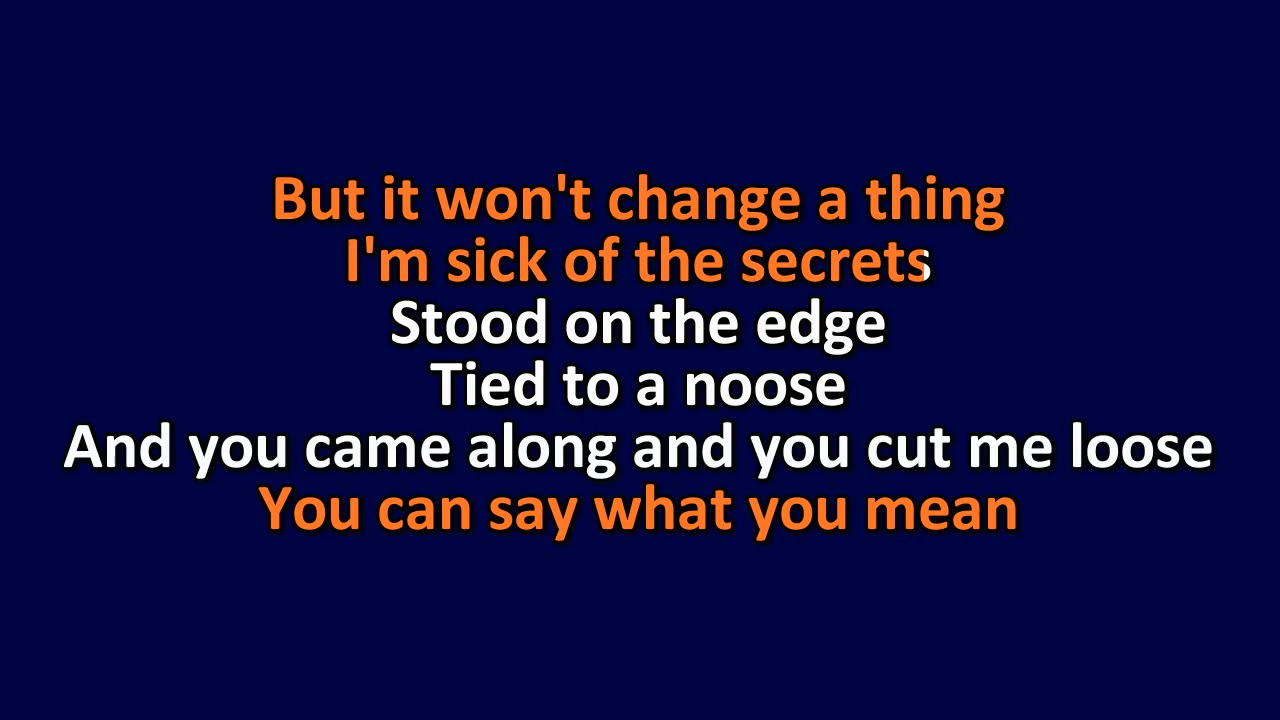 But it won't change a thing
I'm sick of the secrets
Stood on the edge
Tied to a noose
And you came along and you cut me loose
You can say what you mean